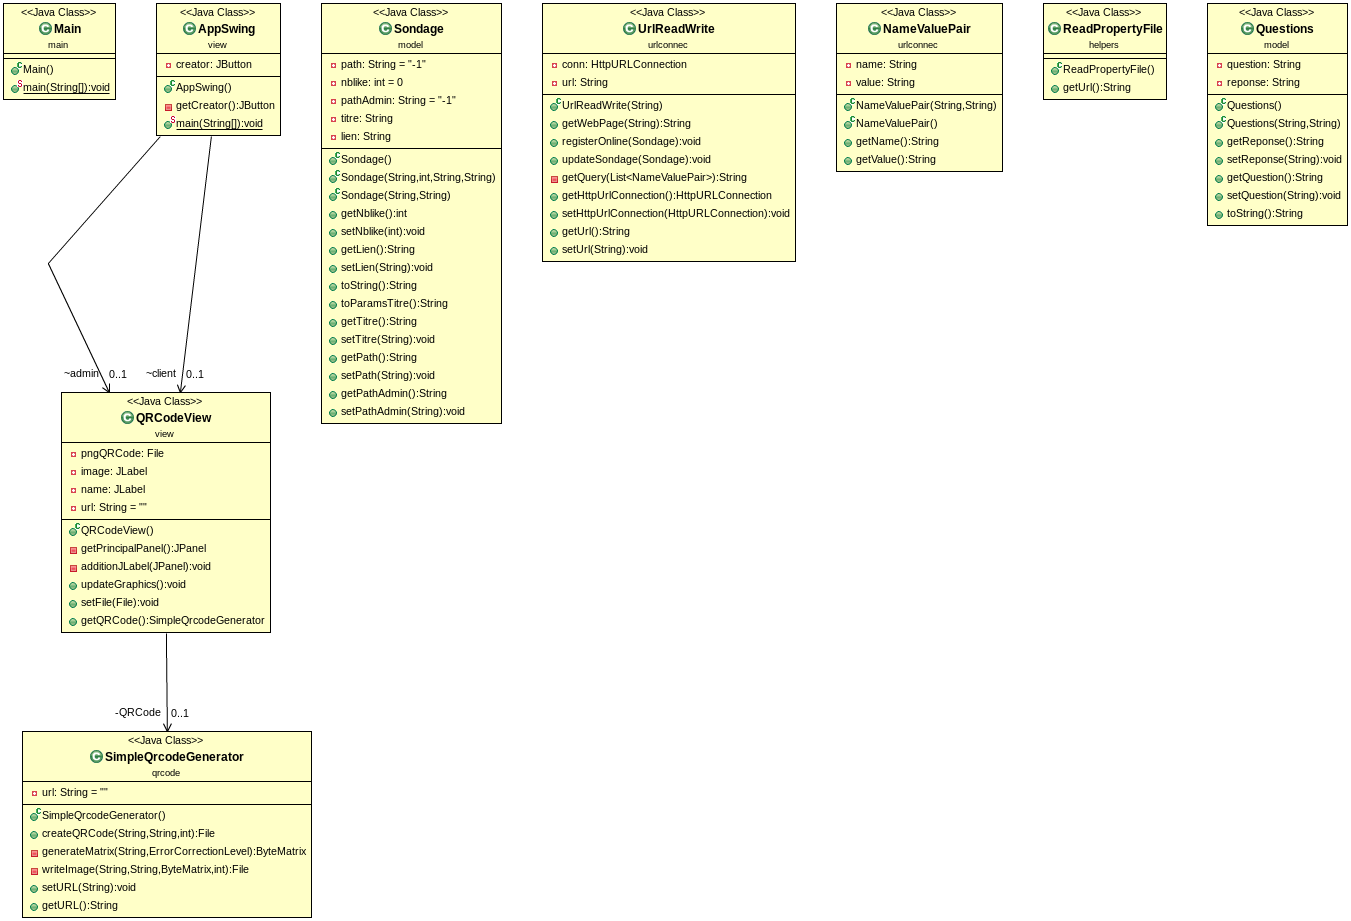 <<Java Class>>
Main
main
Main()
main(String[]):void
<<Java Class>>
AppSwing
view
creator: JButton
AppSwing()
getCreator():JButton
main(String[]):void
<<Java Class>>
Sondage
model
path: String = "-1"
nblike: int = 0
pathAdmin: String = "-1"
titre: String
lien: String
Sondage()
Sondage(String,int,String,String)
Sondage(String,String)
getNblike():int
setNblike(int):void
getLien():String
setLien(String):void
toString():String
toParamsTitre():String
getTitre():String
setTitre(String):void
getPath():String
setPath(String):void
getPathAdmin():String
setPathAdmin(String):void
<<Java Class>>
UrlReadWrite
urlconnec
conn: HttpURLConnection
url: String
UrlReadWrite(String)
getWebPage(String):String
registerOnline(Sondage):void
updateSondage(Sondage):void
getQuery(List<NameValuePair>):String
getHttpUrlConnection():HttpURLConnection
setHttpUrlConnection(HttpURLConnection):void
getUrl():String
setUrl(String):void
<<Java Class>>
NameValuePair
urlconnec
name: String
value: String
NameValuePair(String,String)
NameValuePair()
getName():String
getValue():String
<<Java Class>>
ReadPropertyFile
helpers
ReadPropertyFile()
getUrl():String
<<Java Class>>
Questions
model
question: String
reponse: String
Questions()
Questions(String,String)
getReponse():String
setReponse(String):void
getQuestion():String
setQuestion(String):void
toString():String
~admin 0..1
~client 0..1
<<Java Class>>
QRCodeView
view
pngQRCode: File
image: JLabel
name: JLabel
url: String = ""
QRCodeView()
getPrincipalPanel():JPanel
additionJLabel(JPanel):void
updateGraphics():void
setFile(File):void
getQRCode():SimpleQrcodeGenerator
-QRCode 0..1
<<Java Class>>
SimpleQrcodeGenerator
qrcode
url: String = ""
SimpleQrcodeGenerator()
createQRCode(String,String,int):File
generateMatrix(String,ErrorCorrectionLevel):ByteMatrix
writeImage(String,String,ByteMatrix,int):File
setURL(String):void
getURL():String